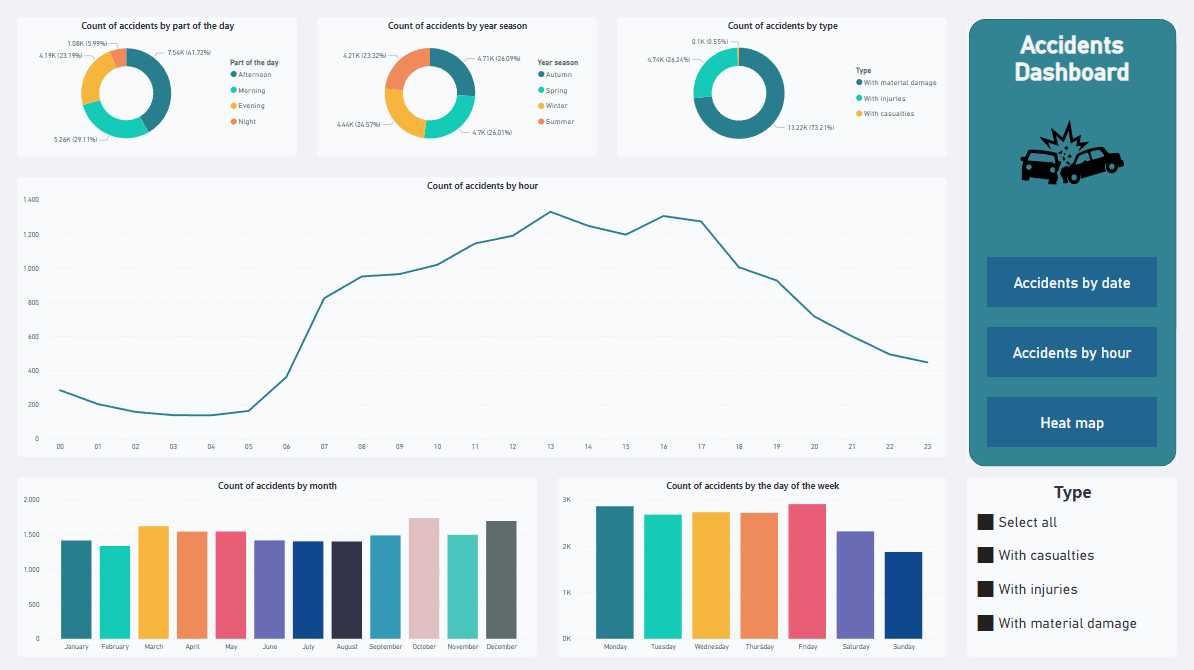 Count of accidents by part of the day
1.08K (5.99%)
7.54K (41.72%)
4.19K (23.19%)
5.26K (29.11%)
Part of the day
Afternoon
Morning
Evening
Night
Count of accidents by year season
4.21K (23.32%)
4.71K (26.09%)
4.44K (24.57%)
4.7K (26.01%)
Year season
Autumn
Spring
Winter
Summer
Count of accidents by type
0.1K (0.55%)
4.74K (26.24%)
13.22K (73.21%)
Type
With material damage
With injuries
With casualties
Accidents
Dashboard
Accidents by date
Accidents by hour
Heat map
Count of accidents by hour
1,400
1,200
1,000
800
600
400
200
0
00 01 02 03 04 05 06 07 08 09 10 11 12 13 14 15 16 17 18 19 20 21 22 23
Count of accidents by month
2,000
1,500
1,000
500
0
January February March April May June July August September October November December
Count of accidents by the day of the week
3K
2K
1K
0K
Monday Tuesday Wednesday Thursday Friday Saturday Sunday
Type
Select all
With casualties
With injuries
With material damage